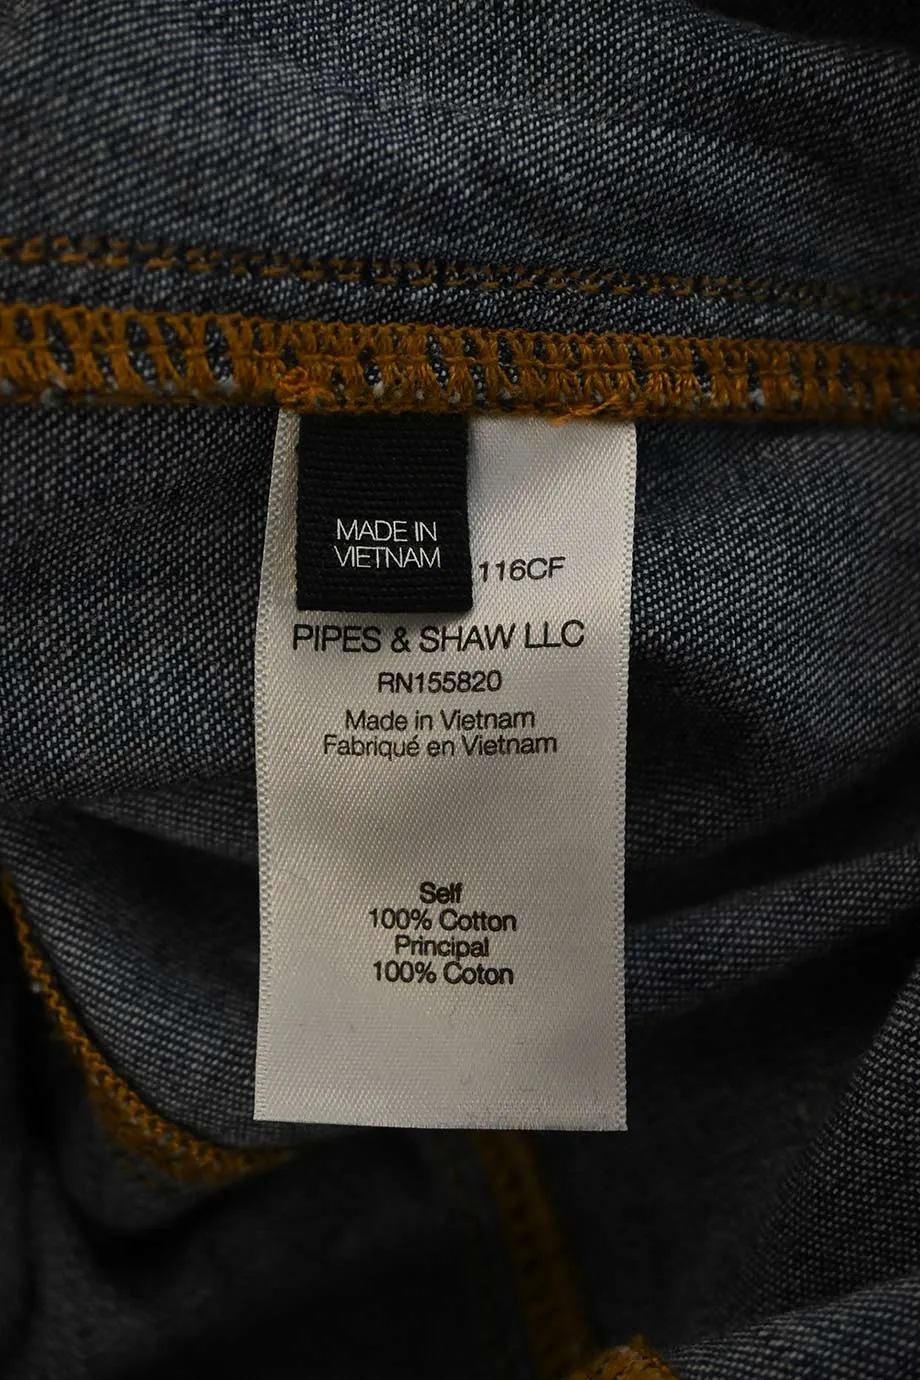 MADE IN
VIETNAM
116CF
PIPES & SHAW LLC
RN155820
Made in Vietnam
Fabriqué en Vietnam
Self
100% Cotton
Principal
100% Coton